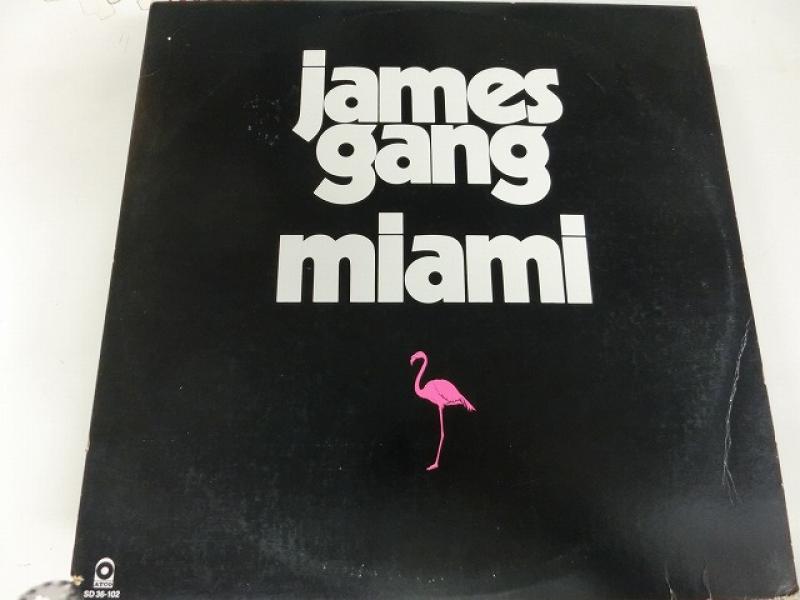 james
gang
miami
ATCO
SD 36-102